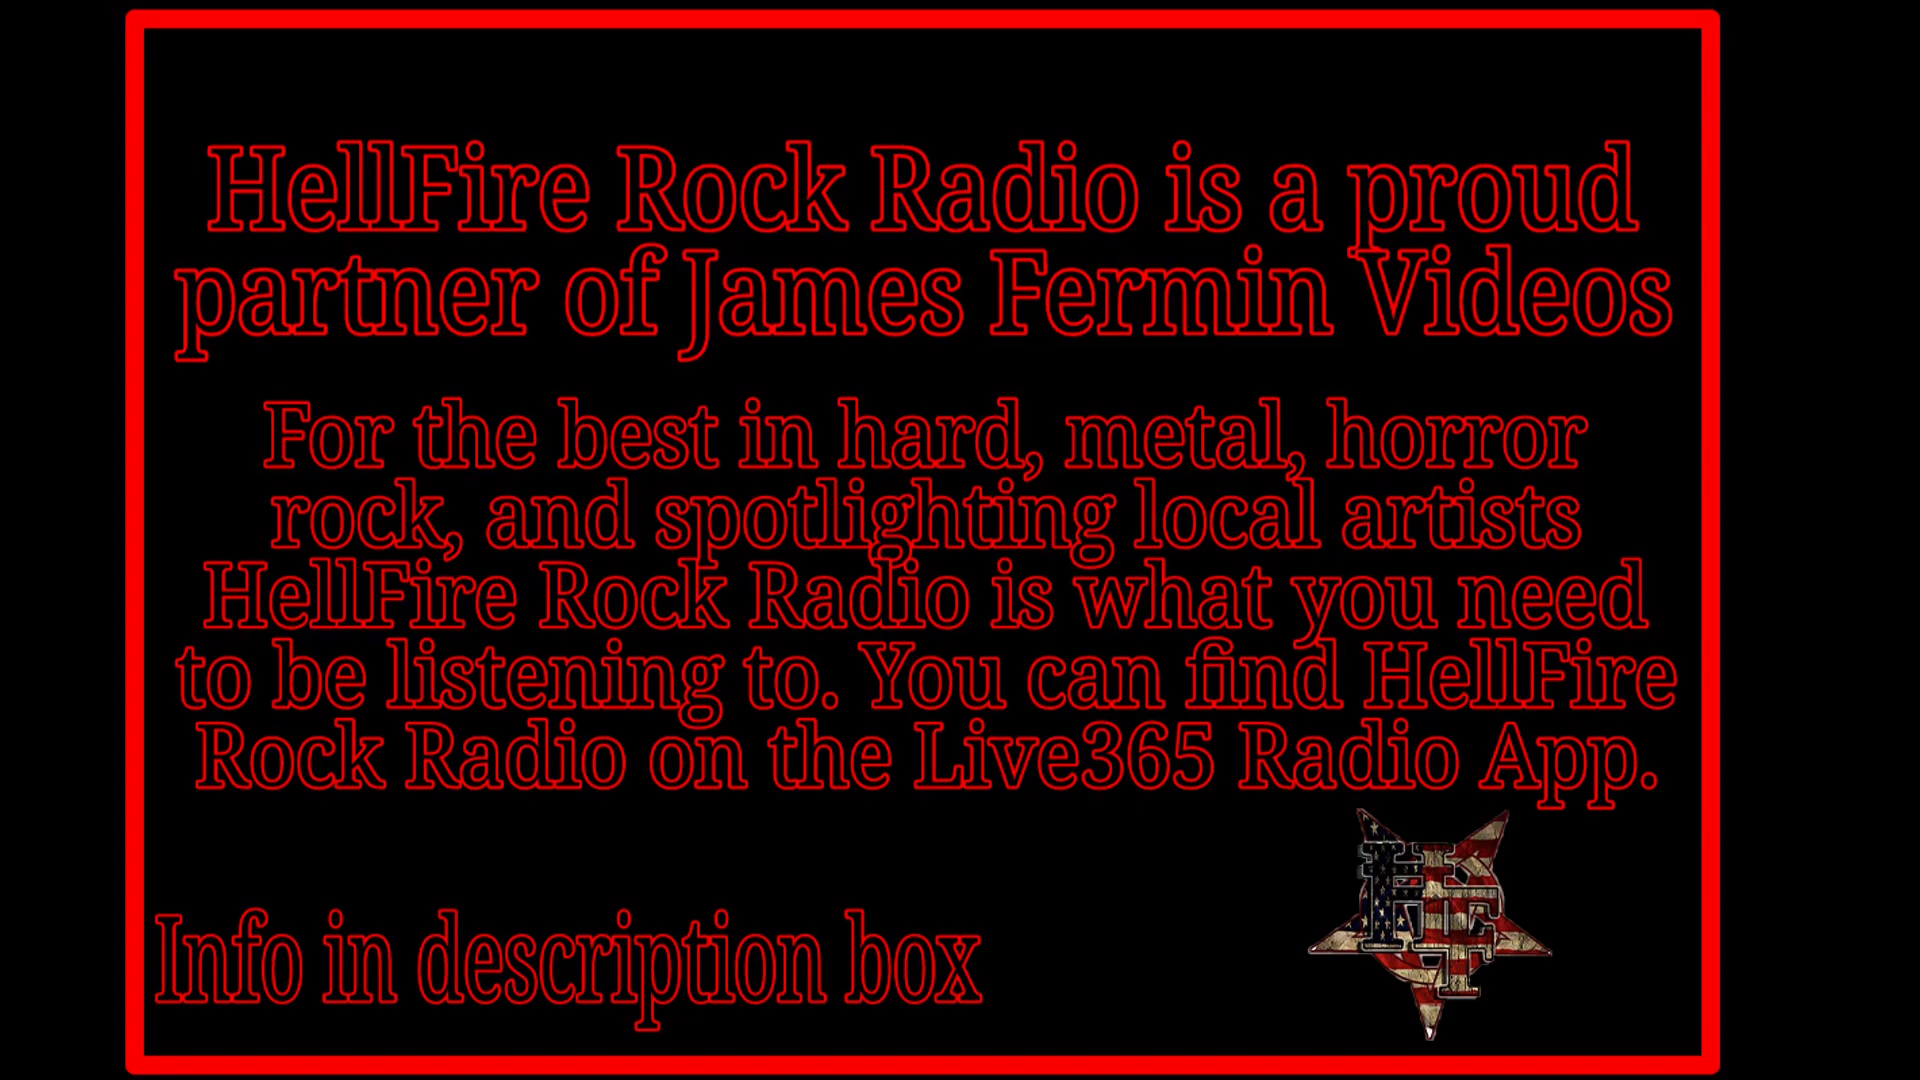 HellFire Rock Radio is a proud
partner of James Fermin Videos
For the best in hard, metal, horror
rock, and spotlighting local artists
HellFire Rock Radio is what you need
to be listening to. You can find HellFire
Rock Radio on the Live365 Radio App.
Info in description box